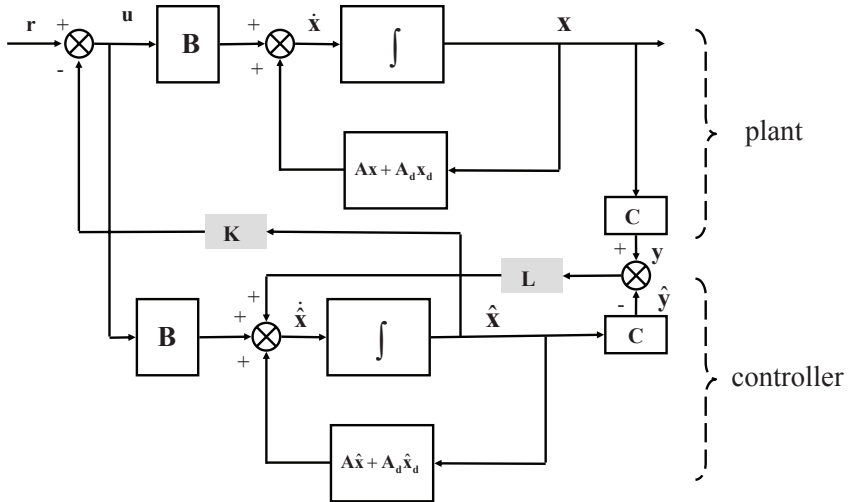 r + u B + ẋ ∫ x
- +
Ax + A_d x_d
plant
C
K
+ y
L
- ŷ
+
+ B x̂̇ ∫ x̂ C
+
controller
Ax̂ + A_d x̂_d